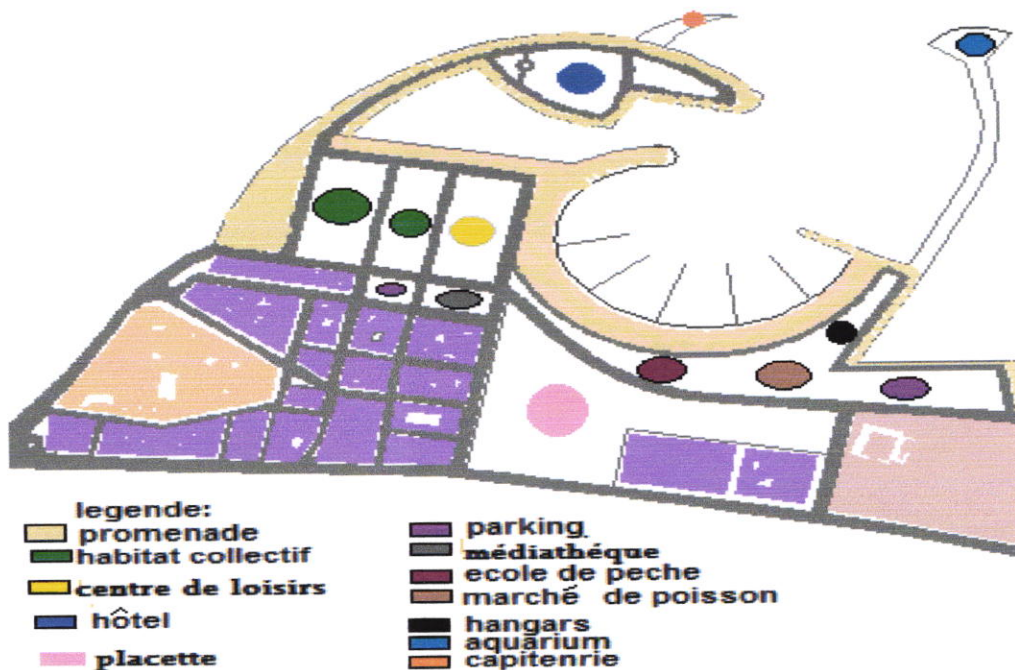 legende:
promenade
habitat collectif
centre de loisirs
hôtel
placette
parking
médiathéque
ecole de peche
marché de poisson
hangars
aquarium
capitenrie